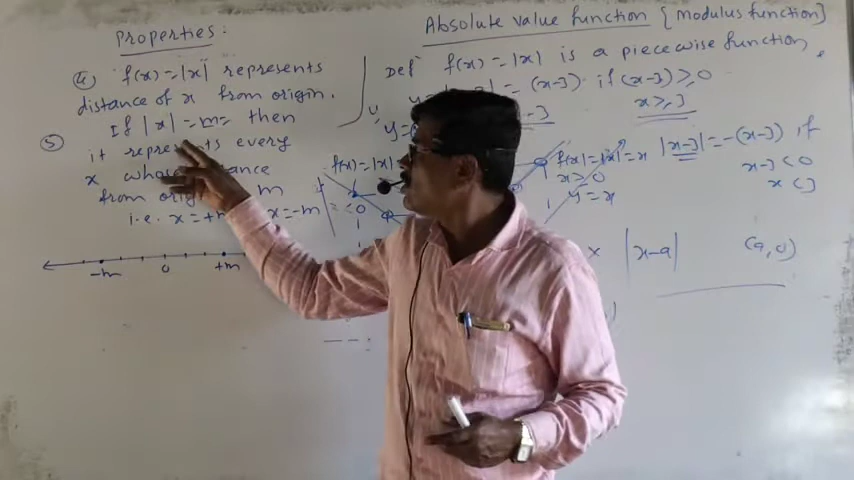 Properties:
④ f(x) = |x| represents
distance of x from origin.
⑤ If |x| = m then
it represents every
x whose distance
from origin m
i.e. x = +m x = -m
-m 0 +m
Absolute value function [Modulus function]
Def f(x) = |x| is a piecewise function.
= (x-3) if (x-3) ≥ 0
x ≥ 3
|x-3| = -(x-3) if
x-3 < 0
x < 3
f(x) = |x|
f(x) = |x| = x
x ≥ 0
y = x
x |x-a| (a,0)